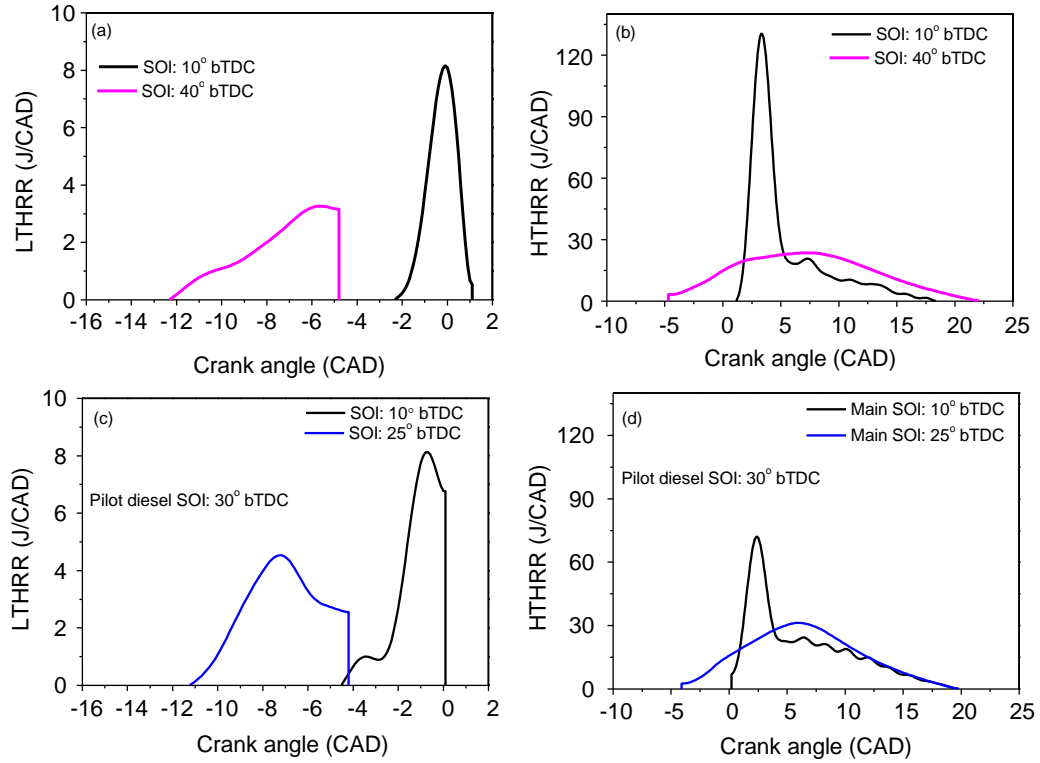 (a)
SOI: 10° bTDC
SOI: 40° bTDC
LTHRR (J/CAD)
10
8
6
4
2
0
-16 -14 -12 -10 -8 -6 -4 -2 0 2
Crank angle (CAD)
(b)
SOI: 10° bTDC
SOI: 40° bTDC
HTHRR (J/CAD)
120
90
60
30
0
-10 -5 0 5 10 15 20 25
Crank angle (CAD)
(c)
SOI: 10° bTDC
SOI: 25° bTDC
Pilot diesel SOI: 30° bTDC
LTHRR (J/CAD)
10
8
6
4
2
0
-16 -14 -12 -10 -8 -6 -4 -2 0 2
Crank angle (CAD)
(d)
Main SOI: 10° bTDC
Main SOI: 25° bTDC
Pilot diesel SOI: 30° bTDC
HTHRR (J/CAD)
120
90
60
30
0
-10 -5 0 5 10 15 20 25
Crank angle (CAD)